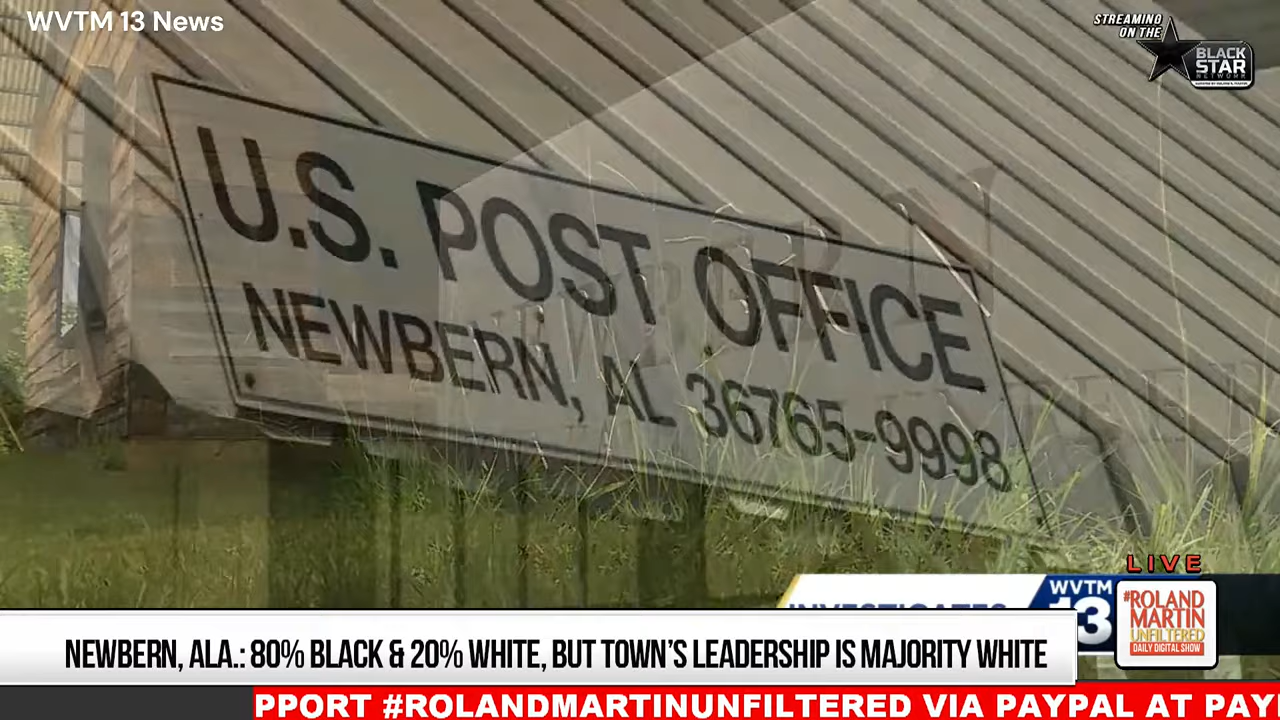 WVTM 13 News
STREAMING
ON THE
BLACK
STAR
NETWORK
U.S. POST OFFICE
NEWBERN, AL 36765-9998
LIVE
WVTM
13
#ROLAND
MARTIN
UNFILTERED
DAILY DIGITAL SHOW
NEWBERN, ALA.: 80% BLACK & 20% WHITE, BUT TOWN'S LEADERSHIP IS MAJORITY WHITE
PPORT #ROLANDMARTINUNFILTERED VIA PAYPAL AT PAY